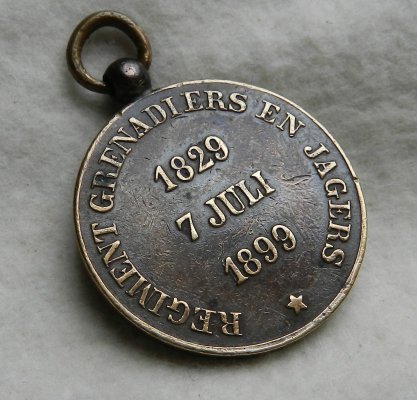 REGIMENT GRENADIERS EN JAGERS
1829
7 JULI
1899